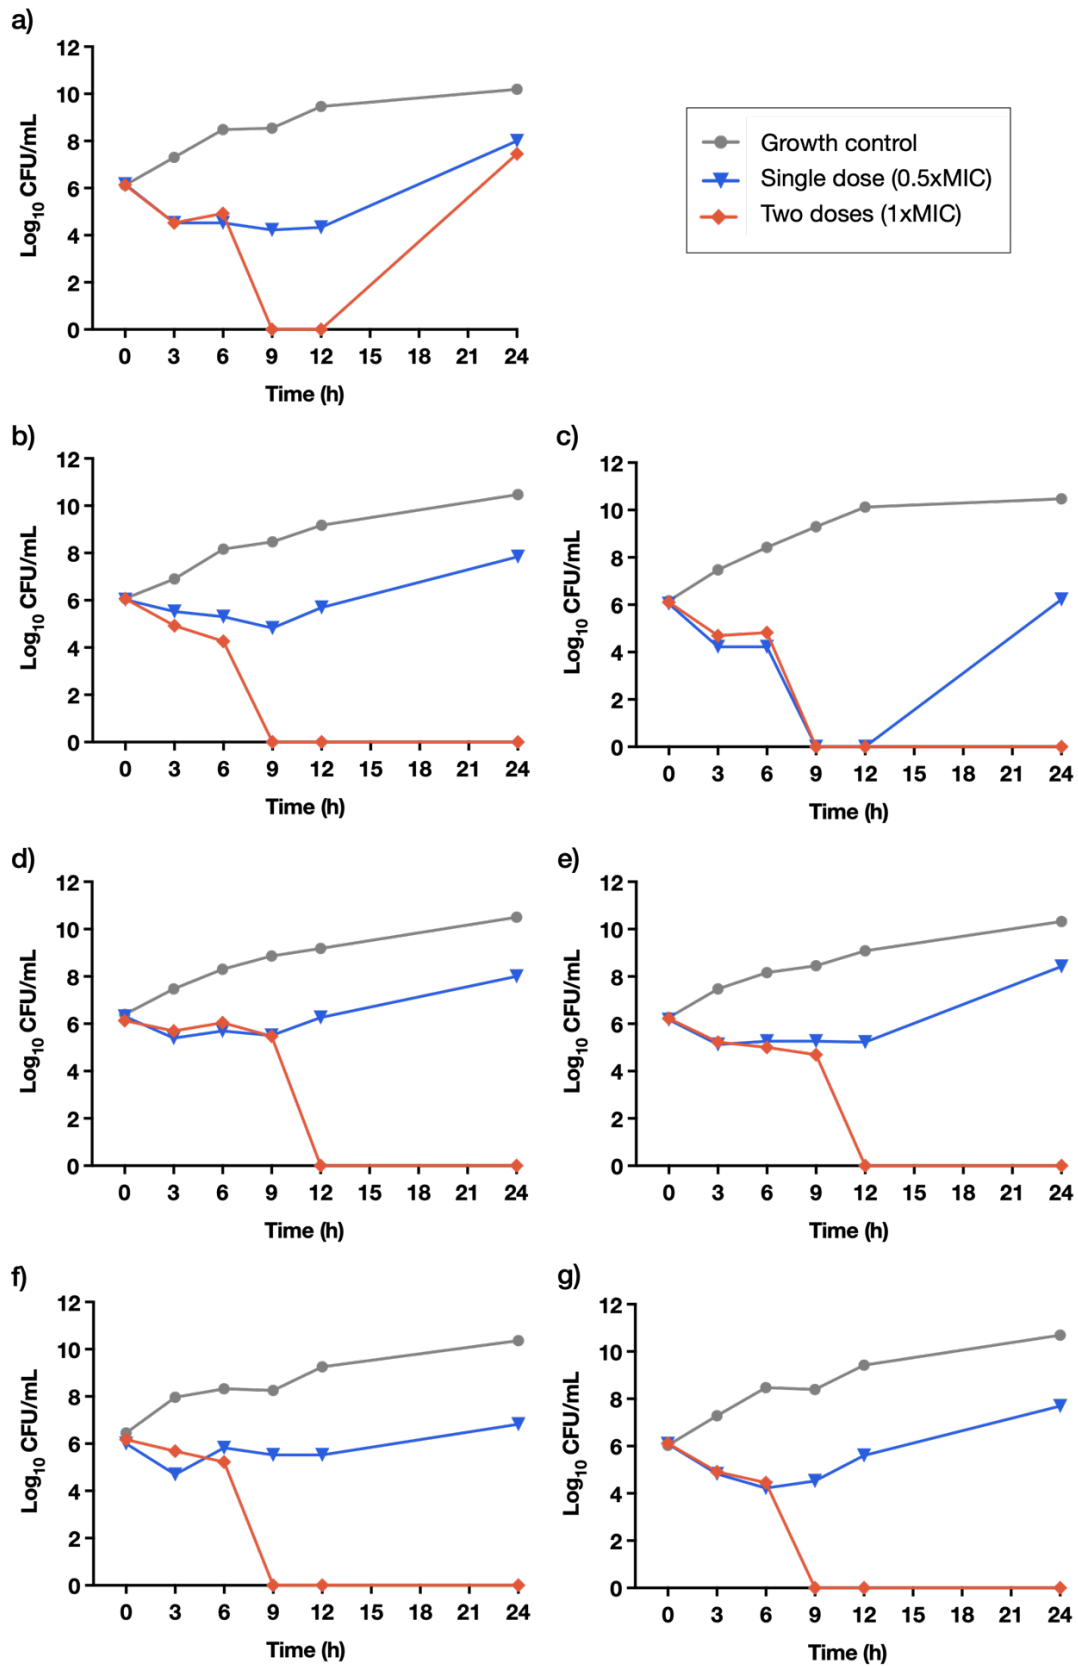 a)
12
10
8
6
4
2
0
Log10 CFU/mL
0 3 6 9 12 15 18 21 24
Time (h)
Growth control
Single dose (0.5xMIC)
Two doses (1xMIC)
b)
12
10
8
6
4
2
0
Log10 CFU/mL
0 3 6 9 12 15 18 21 24
Time (h)
c)
12
10
8
6
4
2
0
Log10 CFU/mL
0 3 6 9 12 15 18 21 24
Time (h)
d)
12
10
8
6
4
2
0
Log10 CFU/mL
0 3 6 9 12 15 18 21 24
Time (h)
e)
12
10
8
6
4
2
0
Log10 CFU/mL
0 3 6 9 12 15 18 21 24
Time (h)
f)
12
10
8
6
4
2
0
Log10 CFU/mL
0 3 6 9 12 15 18 21 24
Time (h)
g)
12
10
8
6
4
2
0
Log10 CFU/mL
0 3 6 9 12 15 18 21 24
Time (h)